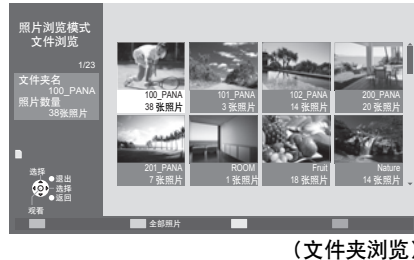 照片浏览模式
文件浏览
1/23
文件夹名
100_PANA
照片数量
38张照片
选择
退出
选择
返回
观看
100_PANA
38 张照片
101_PANA
3 张照片
102_PANA
14 张照片
200_PANA
20 张照片
201_PANA
7 张照片
ROOM
1 张照片
Fruit
18 张照片
Nature
14 张照片
全部照片
(文件夹浏览)